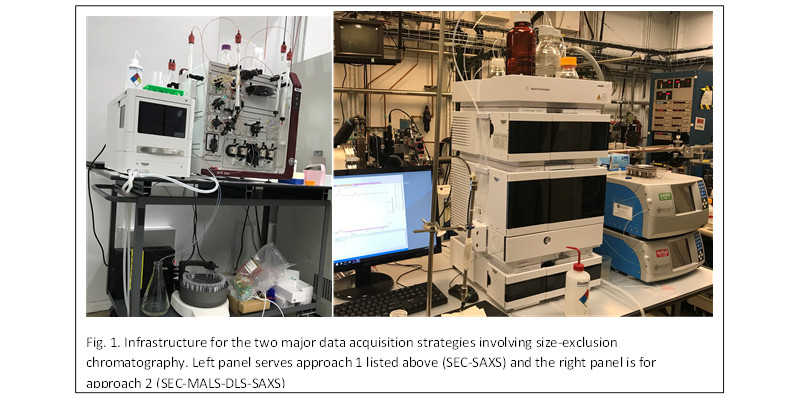 Fig. 1. Infrastructure for the two major data acquisition strategies involving size-exclusion
chromatography. Left panel serves approach 1 listed above (SEC-SAXS) and the right panel is for
approach 2 (SEC-MALS-DLS-SAXS)